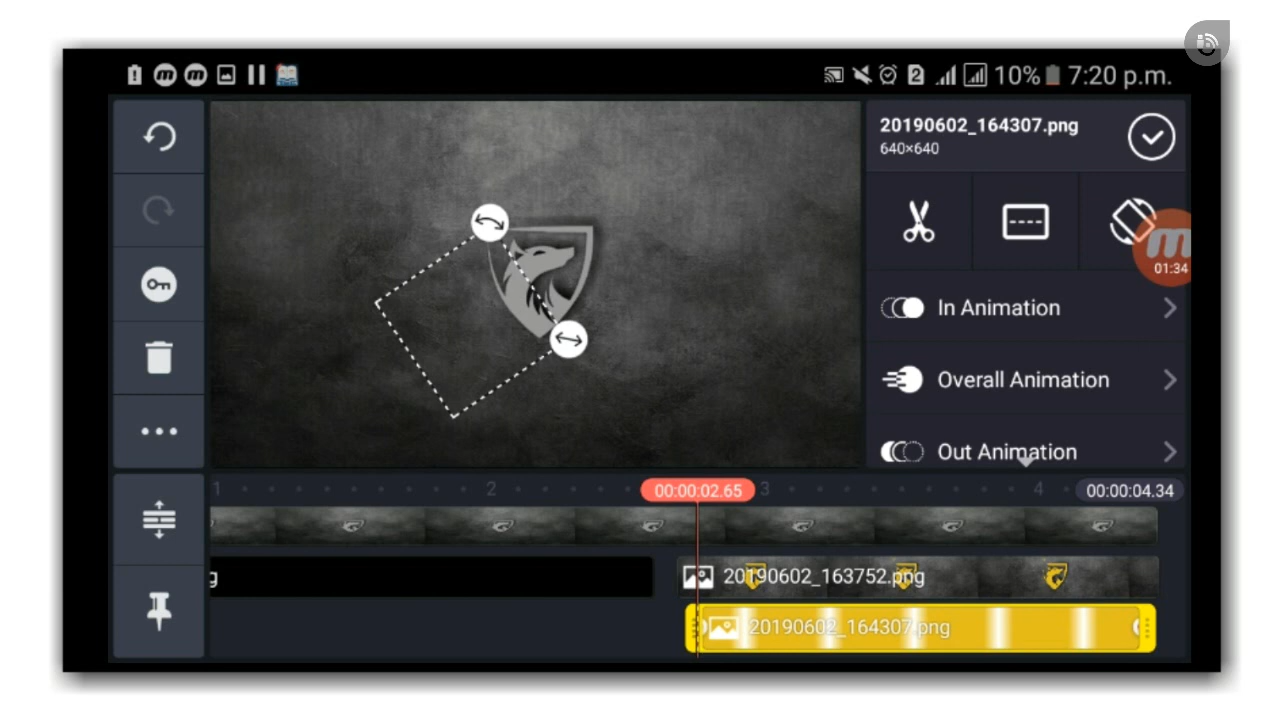 2 10% 7:20 p.m.
20190602_164307.png
640×640
01:34
In Animation
Overall Animation
Out Animation
1 2 00:00:02.65 3 4 00:00:04.34
g 20190602_163752.png
20190602_164307.png